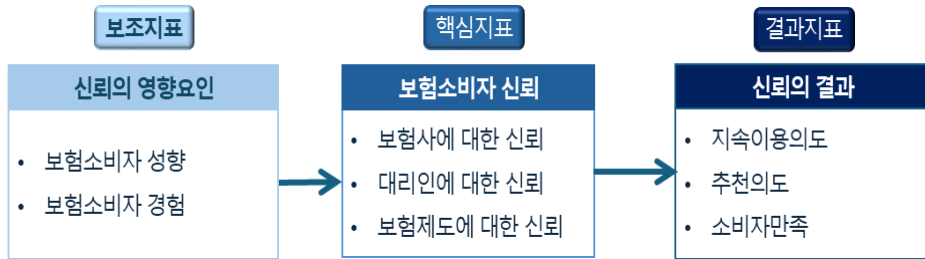 보조지표
핵심지표
결과지표
신뢰의 영향요인
• 보험소비자 성향
• 보험소비자 경험
보험소비자 신뢰
• 보험사에 대한 신뢰
• 대리인에 대한 신뢰
• 보험제도에 대한 신뢰
신뢰의 결과
• 지속이용의도
• 추천의도
• 소비자만족